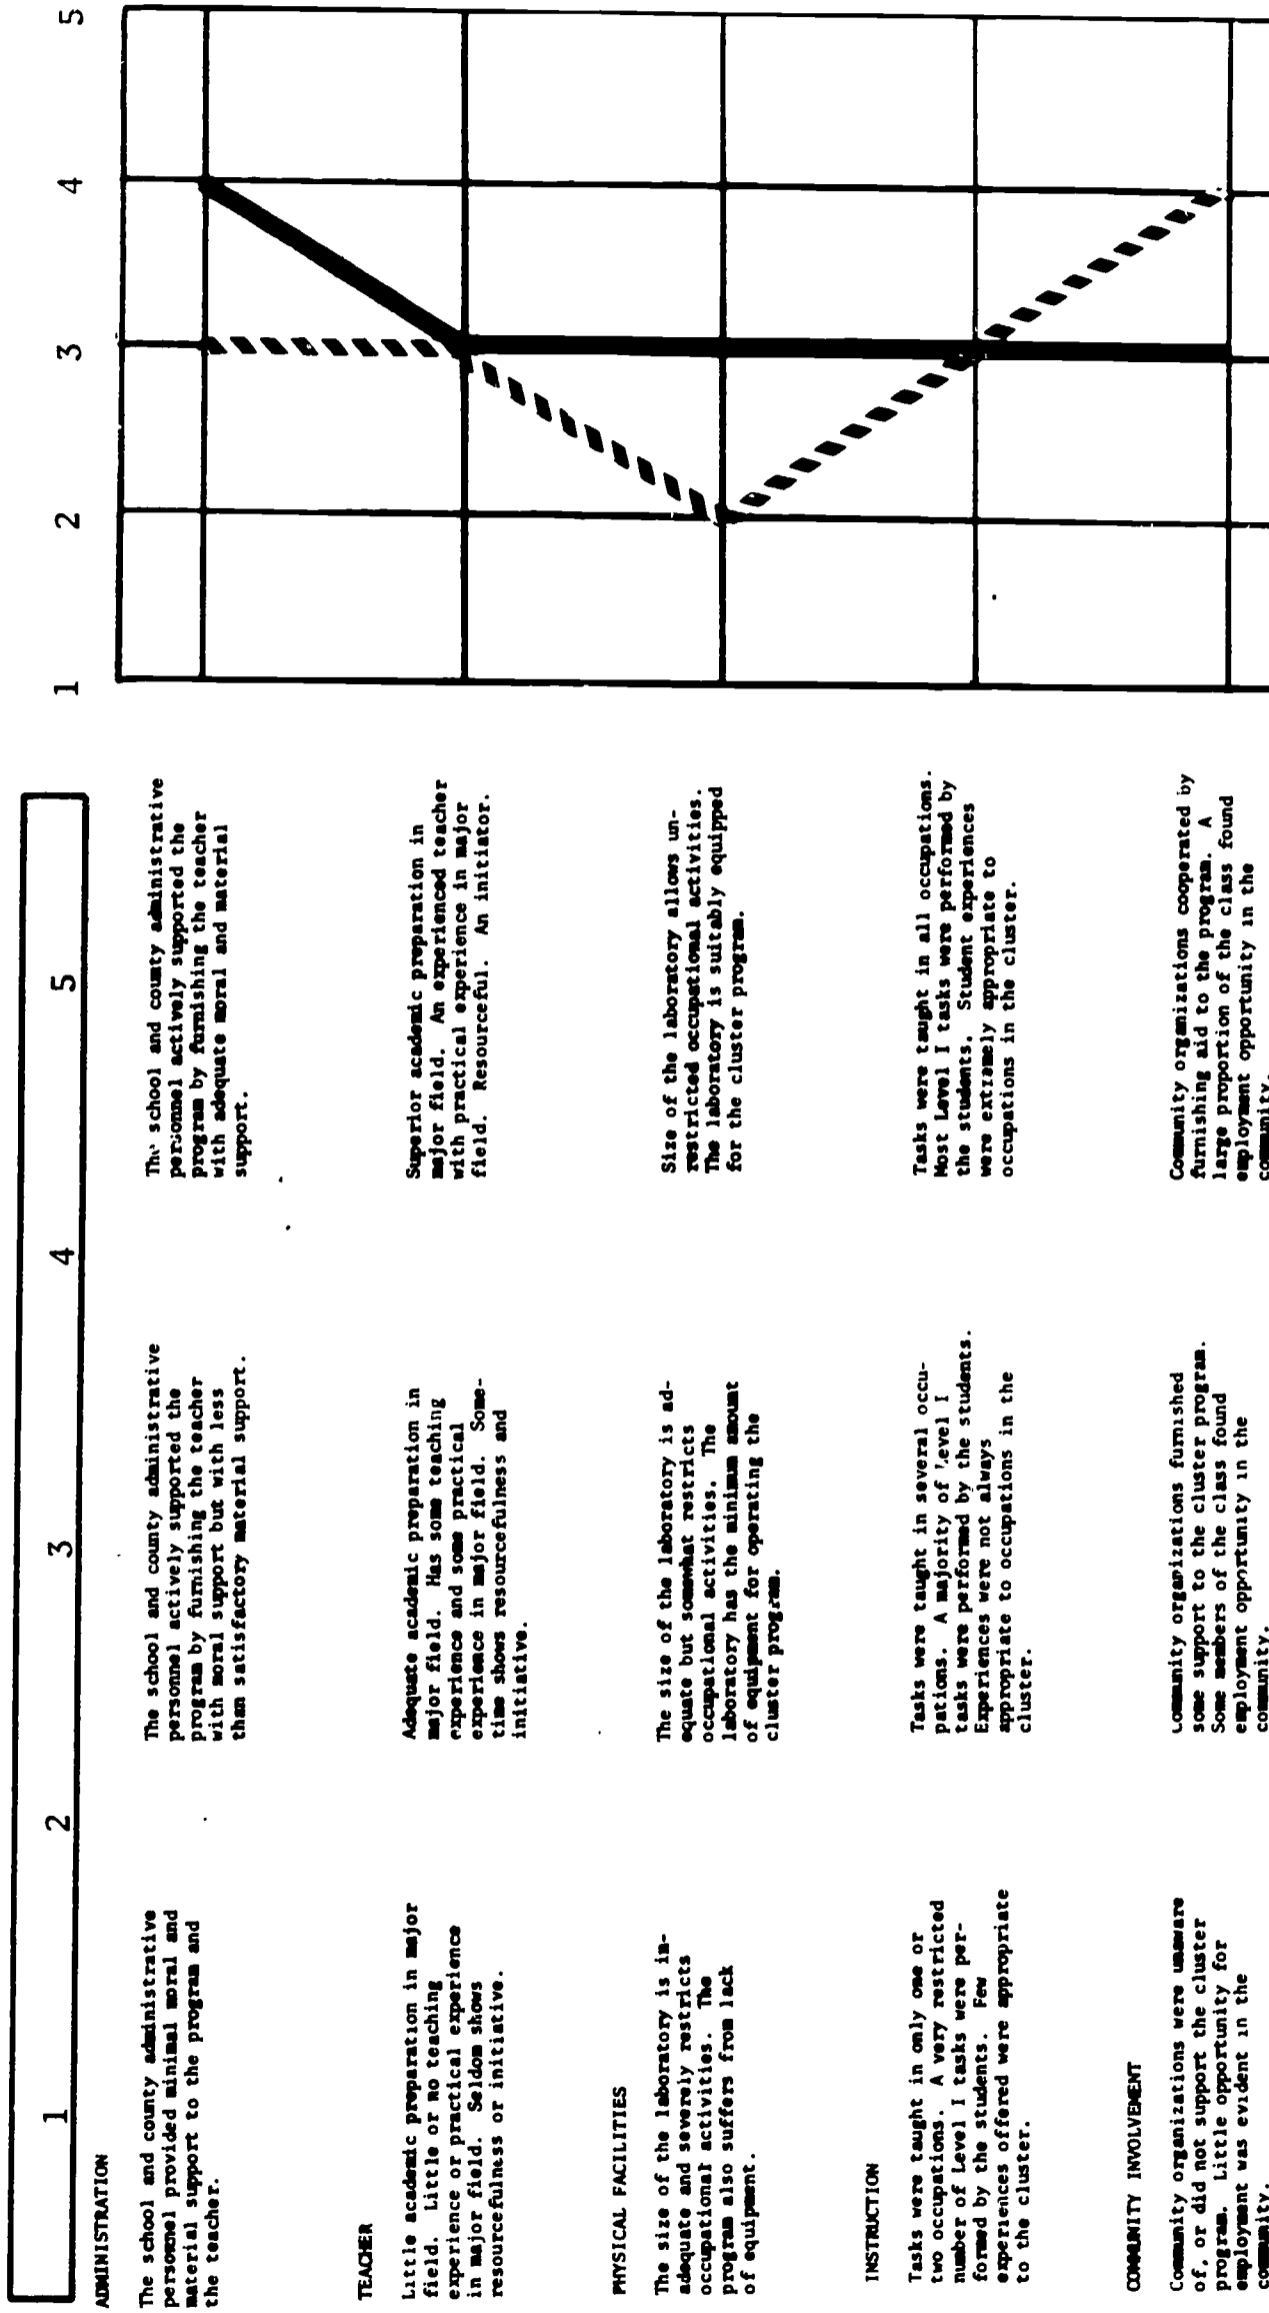 1 2 3 4 5
1 2 3 4 5
ADMINISTRATION
The school and county administrative
personnel provided minimal moral and
material support to the program and
the teacher.
The school and county administrative
personnel actively supported the
program by furnishing the teacher
with moral support but with less
than satisfactory material support.
The school and county administrative
personnel actively supported the
program by furnishing the teacher
with adequate moral and material
support.
TEACHER
Little academic preparation in major
field. Little or no teaching
experience or practical experience
in major field. Seldom shows
resourcefulness or initiative.
Adequate academic preparation in
major field. Has some teaching
experience and some practical
experience in major field. Some-
time shows resourcefulness and
initiative.
Superior academic preparation in
major field. An experienced teacher
with practical experience in major
field. Resourceful. An initiator.
PHYSICAL FACILITIES
The size of the laboratory is in-
adequate and severely restricts
occupational activities. The
program also suffers from lack
of equipment.
The size of the laboratory is ad-
equate but somewhat restricts
occupational activities. The
laboratory has the minimum amount
of equipment for operating the
cluster program.
Size of the laboratory allows un-
restricted occupational activities.
The laboratory is suitably equipped
for the cluster program.
INSTRUCTION
Tasks were taught in only one or
two occupations. A very restricted
number of Level I tasks were per-
formed by the students. Few
experiences offered were appropriate
to the cluster.
Tasks were taught in several occu-
pations. A majority of Level I
tasks were performed by the students.
Experiences were not always
appropriate to occupations in the
cluster.
Tasks were taught in all occupations.
Most Level I tasks were performed by
the students. Student experiences
were extremely appropriate to
occupations in the cluster.
COMMUNITY INVOLVEMENT
Community organizations were unaware
of, or did not support the cluster
program. Little opportunity for
employment was evident in the
community.
Community organizations furnished
some support to the cluster program.
Some members of the class found
employment opportunity in the
community.
Community organizations cooperated by
furnishing aid to the program. A
large proportion of the class found
employment opportunity in the
community.